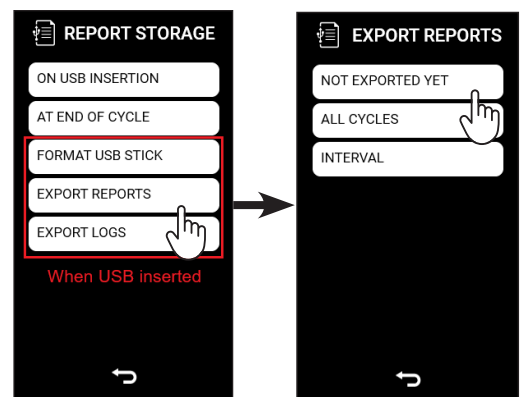 REPORT STORAGE
ON USB INSERTION
AT END OF CYCLE
FORMAT USB STICK
EXPORT REPORTS
EXPORT LOGS
When USB inserted
EXPORT REPORTS
NOT EXPORTED YET
ALL CYCLES
INTERVAL